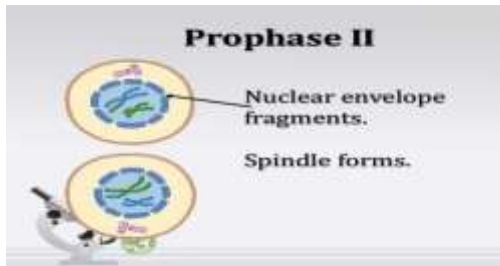 Prophase II
Nuclear envelope
fragments.
Spindle forms.